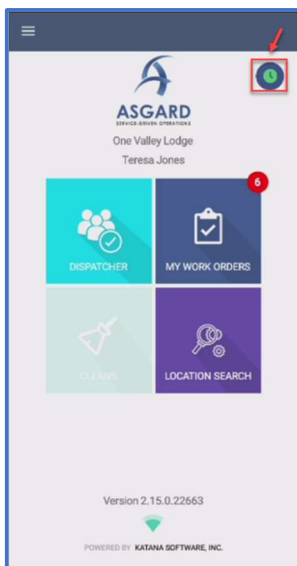 ASGARD
SERVICE-DRIVEN OPERATIONS
One Valley Lodge
Teresa Jones
6
DISPATCHER
MY WORK ORDERS
CLEANS
LOCATION SEARCH
Version 2.15.0.22663
POWERED BY KATANA SOFTWARE, INC.